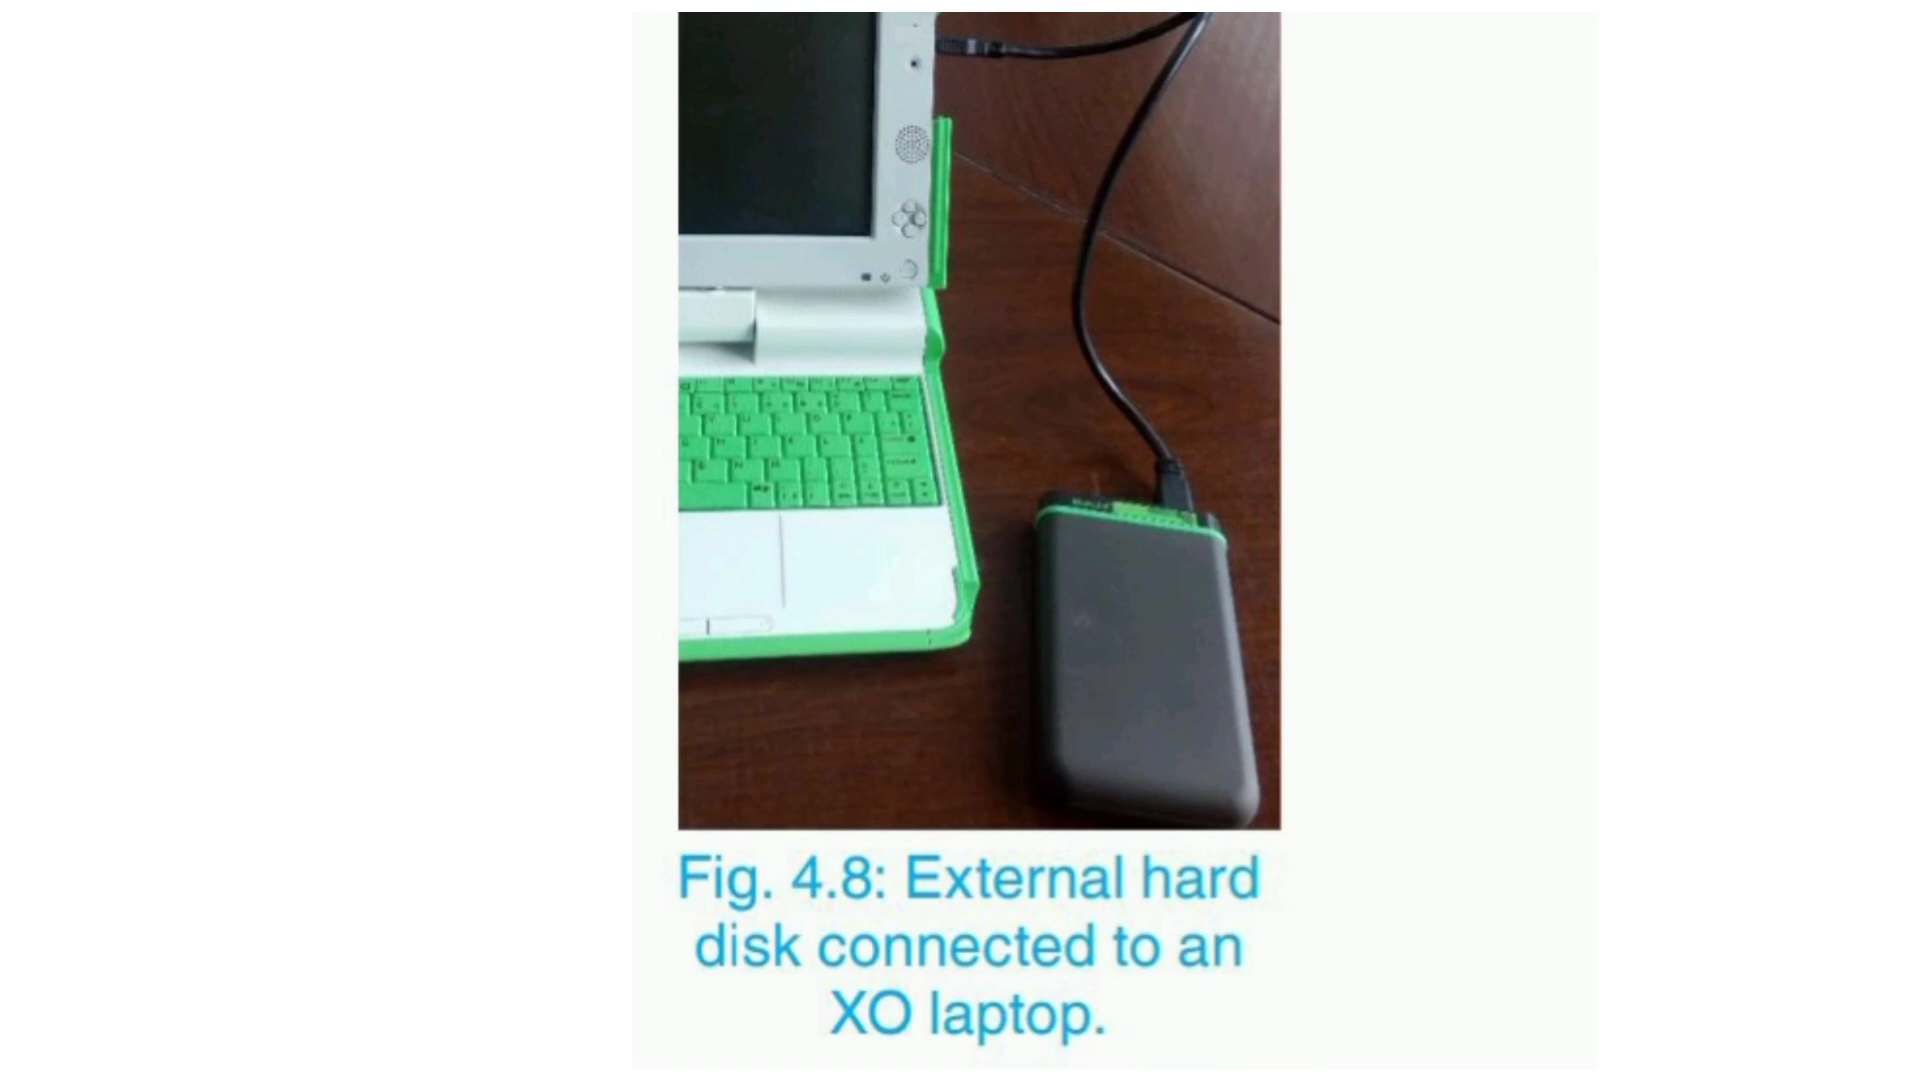 Fig. 4.8: External hard
disk connected to an
XO laptop.